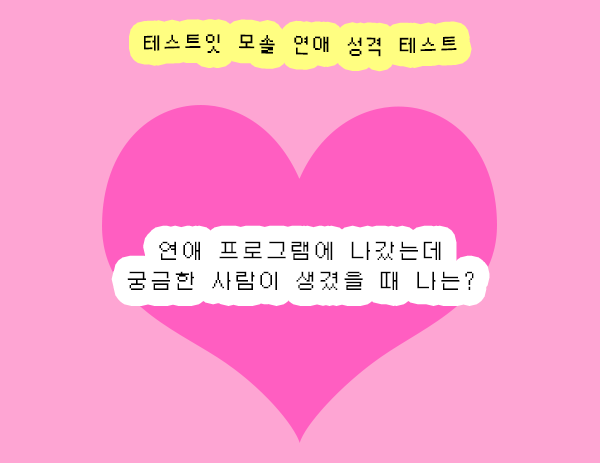 테스트잇 모솔 연애 성격 테스트
연애 프로그램에 나갔는데
궁금한 사람이 생겼을 때 나는?